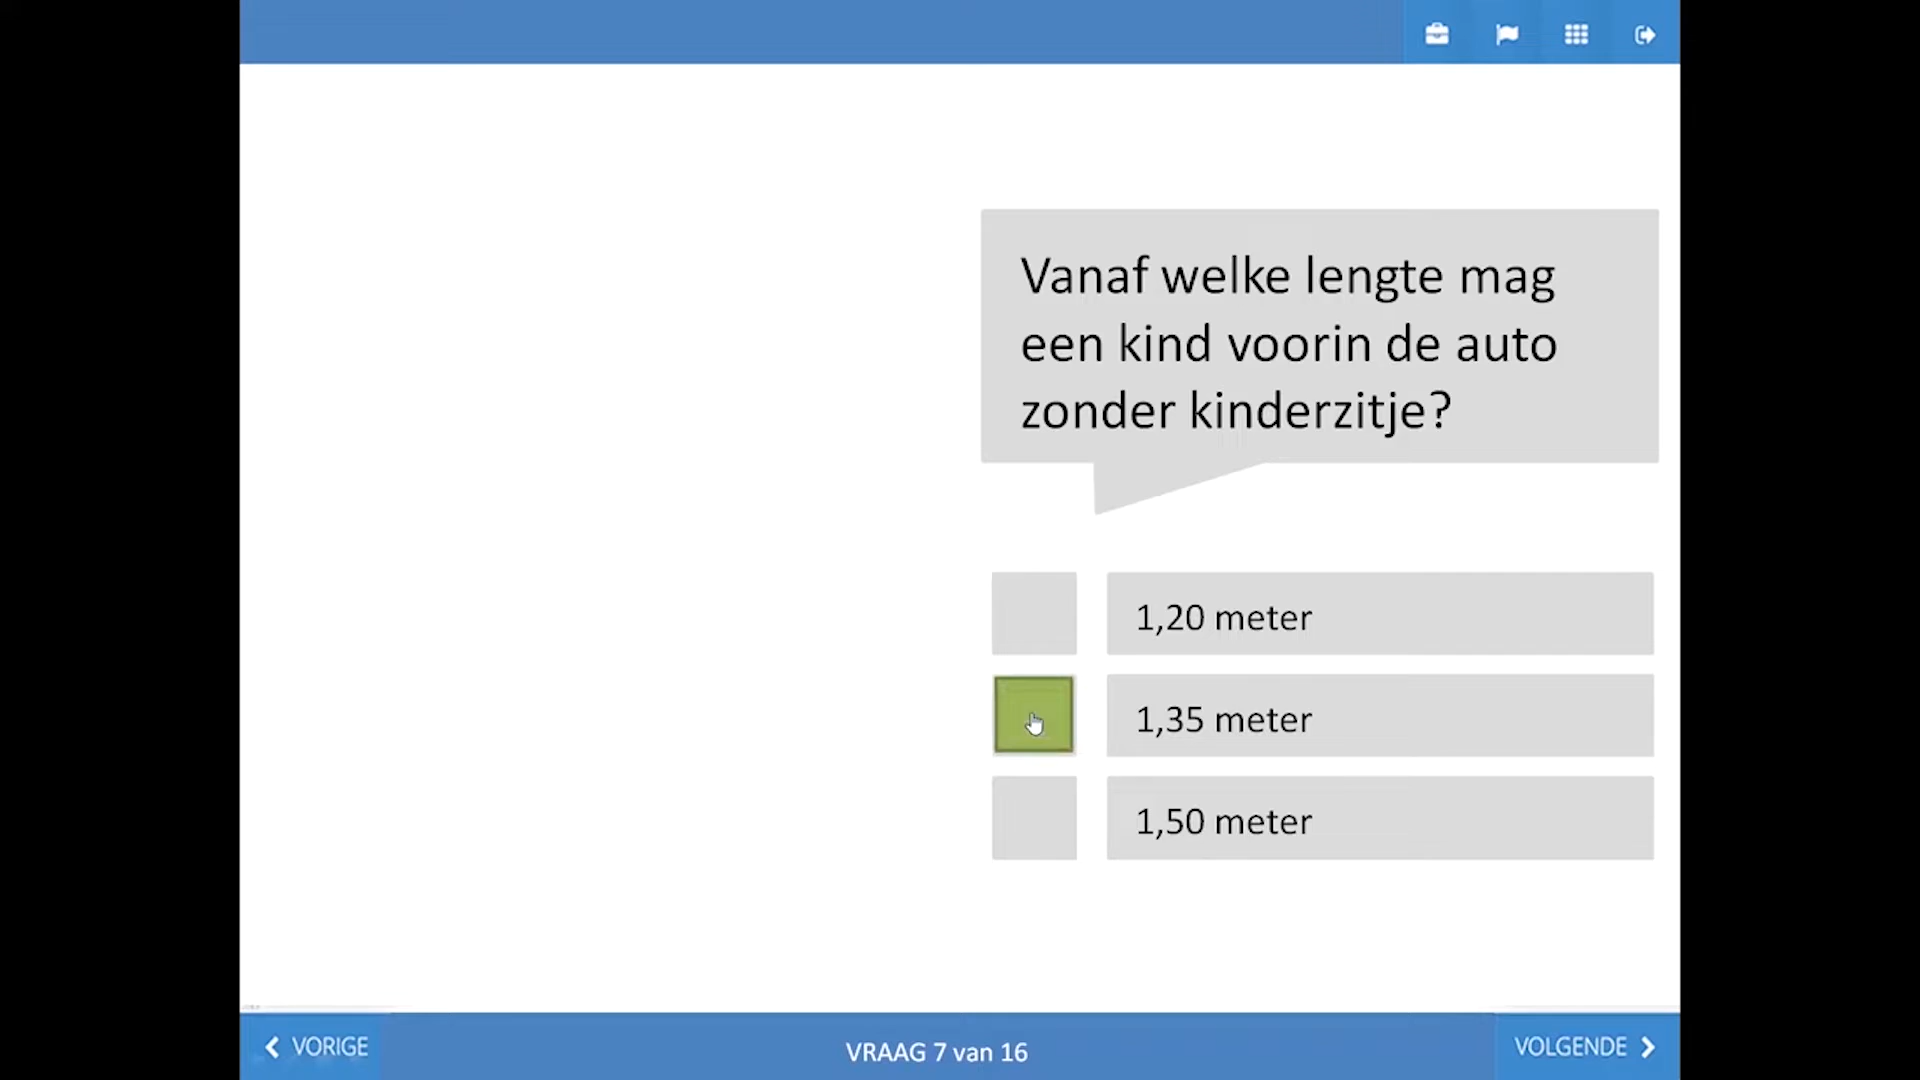 Vanaf welke lengte mag
een kind voorin de auto
zonder kinderzitje?
1,20 meter
1,35 meter
1,50 meter
VORIGE
VRAAG 7 van 16
VOLGENDE